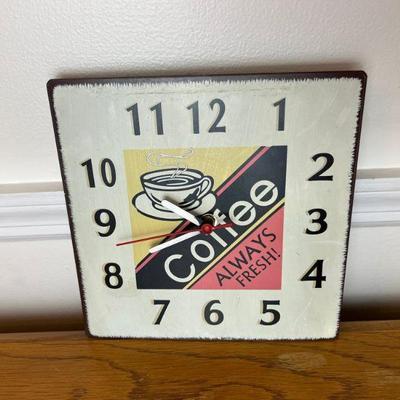 11 12 1
10 2
9 3
8 4
7 6 5
Coffee
ALWAYS
FRESH!